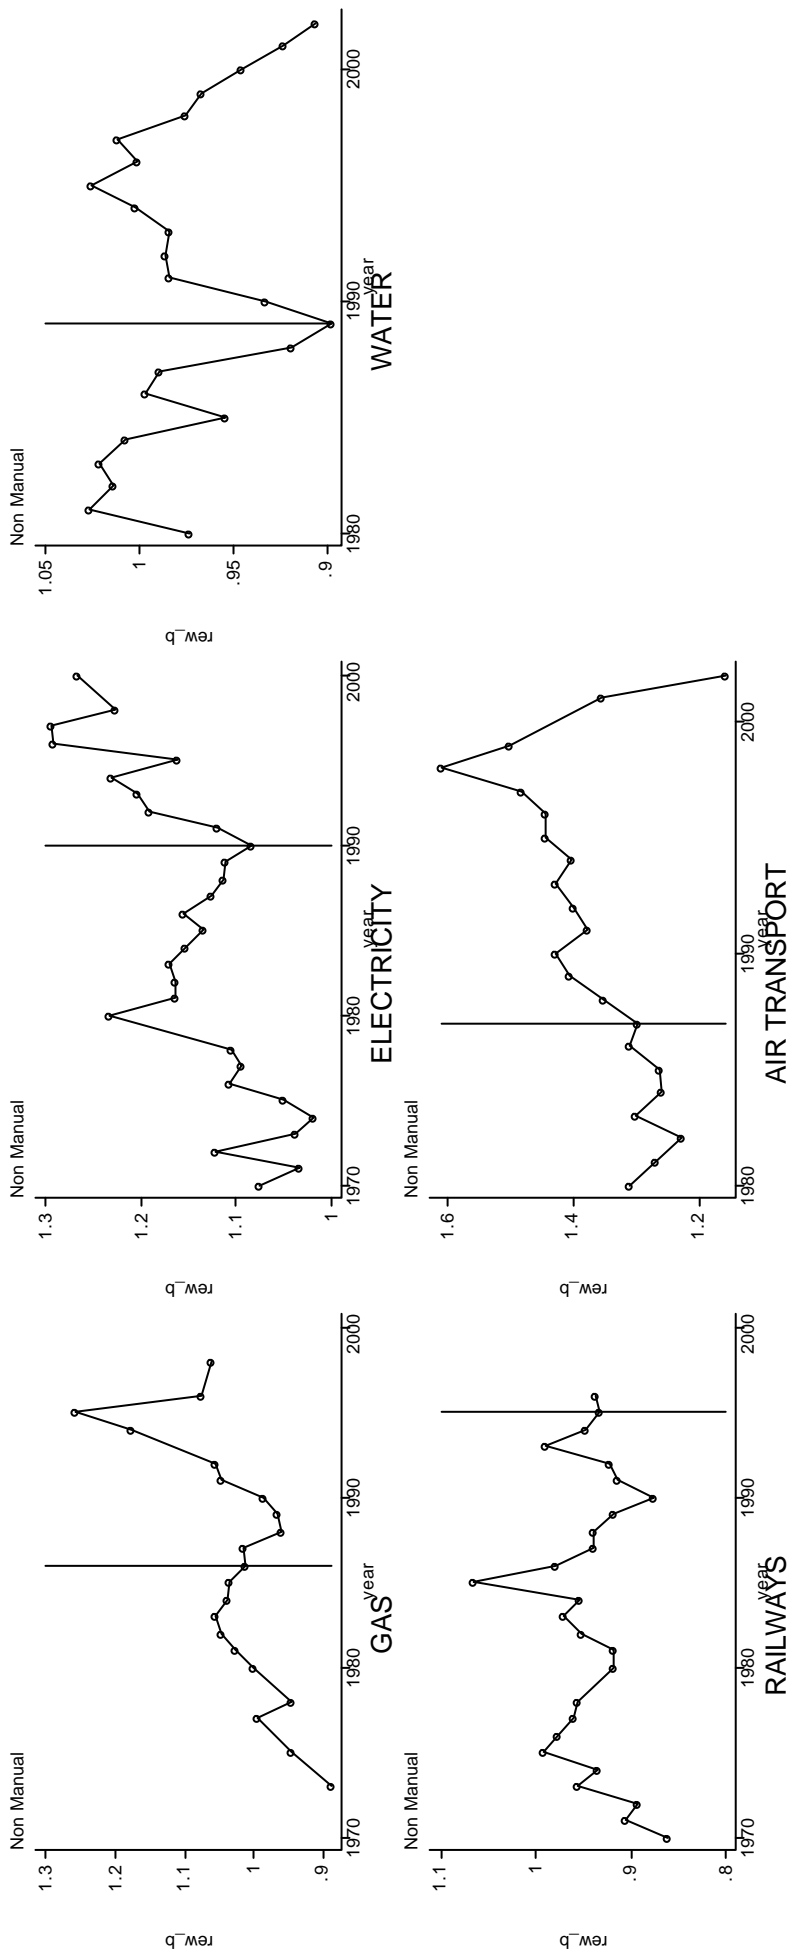 Non Manual
rew_b
1.3
1.2
1.1
1
.9
1970
1980
1990
2000
year
GAS
Non Manual
rew_b
1.3
1.2
1.1
1
1970
1980
1990
2000
year
ELECTRICITY
Non Manual
rew_b
1.05
1
.95
.9
1980
1990
2000
year
WATER
Non Manual
rew_b
1.1
1
.9
.8
1970
1980
1990
2000
year
RAILWAYS
Non Manual
rew_b
1.6
1.4
1.2
1980
1990
2000
year
AIR TRANSPORT